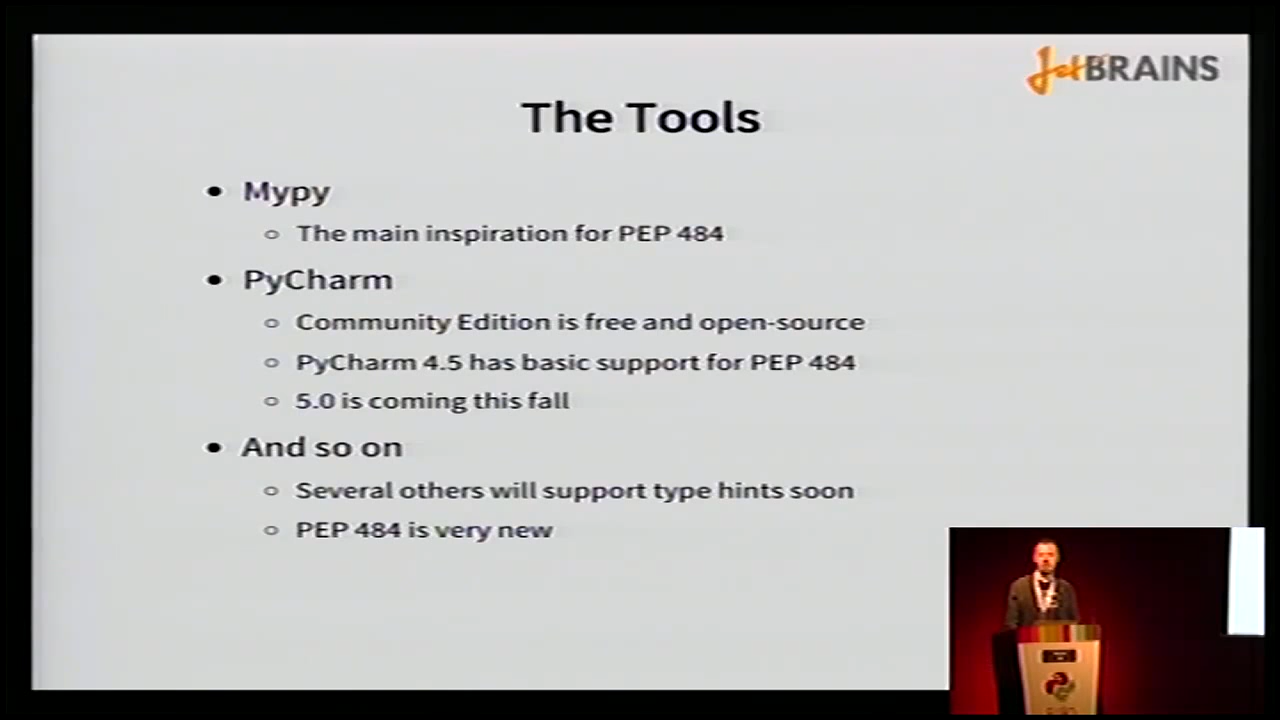 JetBRAINS
The Tools
Mypy
The main inspiration for PEP 484
PyCharm
Community Edition is free and open-source
PyCharm 4.5 has basic support for PEP 484
5.0 is coming this fall
And so on
Several others will support type hints soon
PEP 484 is very new